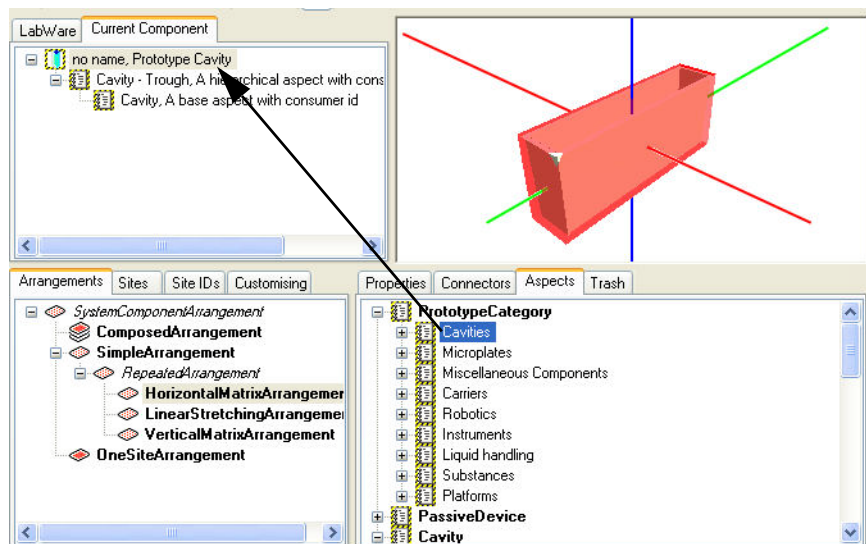 LabWare Current Component
no name, Prototype Cavity
Cavity - Trough, A hierarchical aspect with cons
Cavity, A base aspect with consumer id
Arrangements Sites Site IDs Customising
SystemComponentArrangement
ComposedArrangement
SimpleArrangement
RepeatedArrangement
HorizontalMatrixArrangemer
LinearStretchingArrangemer
VerticalMatrixArrangement
OneSiteArrangement
Properties Connectors Aspects Trash
PrototypeCategory
Cavities
Microplates
Miscellaneous Components
Carriers
Robotics
Instruments
Liquid handling
Substances
Platforms
PassiveDevice
Cavity